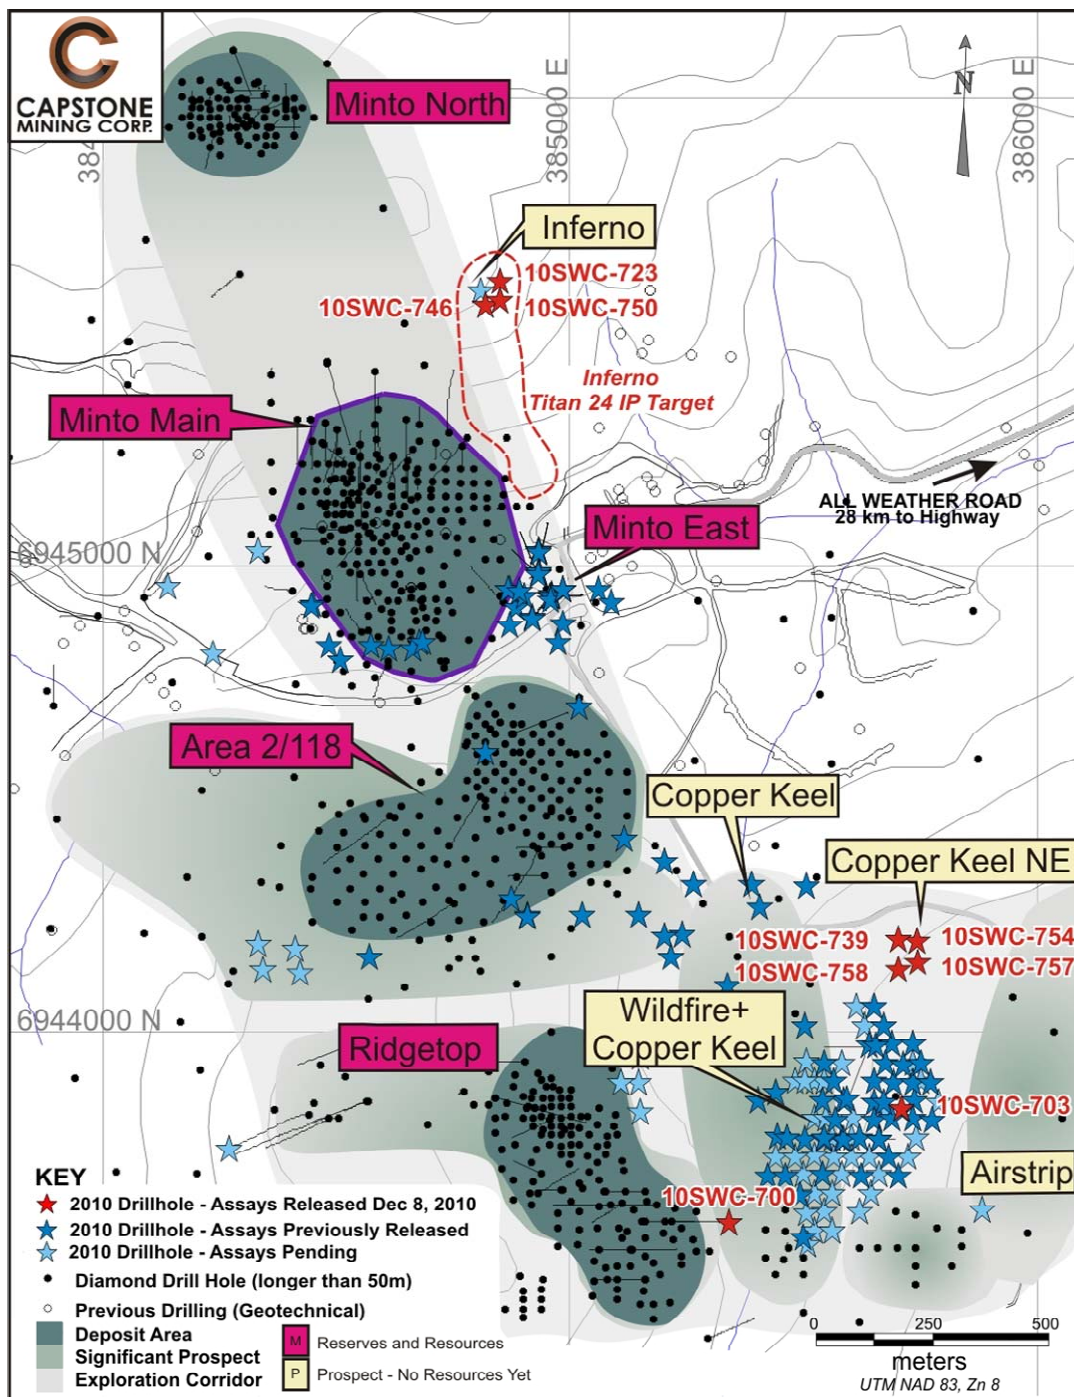 CAPSTONE
MINING CORP.
Minto North
385000 E
386000 E
N
Inferno
10SWC-723
10SWC-746
10SWC-750
Inferno
Titan 24 IP Target
Minto Main
ALL WEATHER ROAD
28 km to Highway
Minto East
6945000 N
Area 2/118
Copper Keel
Copper Keel NE
10SWC-739
10SWC-754
10SWC-758
10SWC-757
6944000 N
Wildfire+
Copper Keel
Ridgetop
10SWC-703
Airstrip
10SWC-700
KEY
2010 Drillhole - Assays Released Dec 8, 2010
2010 Drillhole - Assays Previously Released
2010 Drillhole - Assays Pending
Diamond Drill Hole (longer than 50m)
Previous Drilling (Geotechnical)
Deposit Area
Significant Prospect
Exploration Corridor
M Reserves and Resources
P Prospect - No Resources Yet
0 250 500
meters
UTM NAD 83, Zn 8